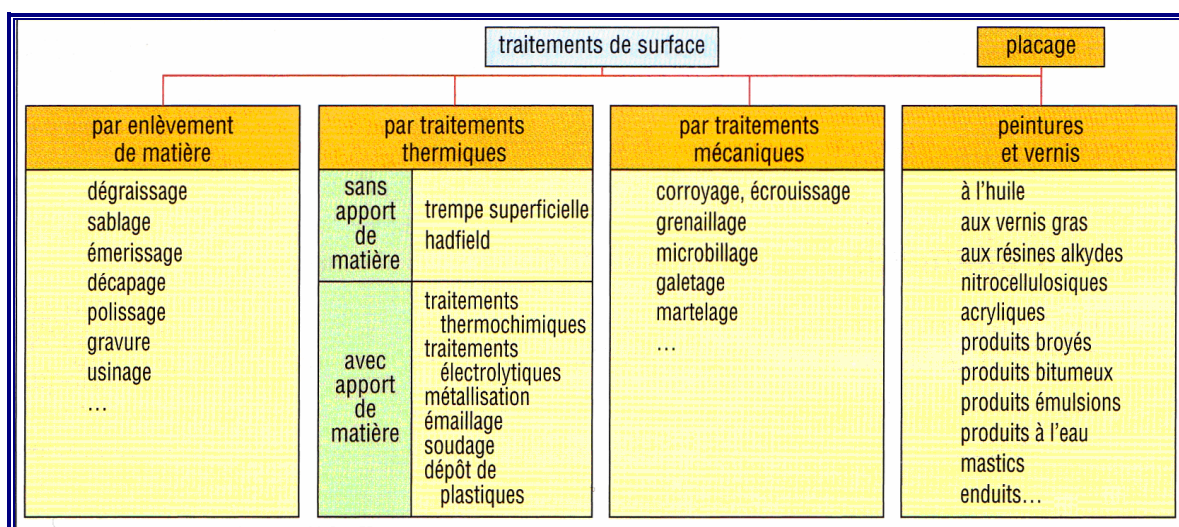 traitements de surface
placage
par enlèvement
de matière
dégraissage
sablage
émerissage
décapage
polissage
gravure
usinage
…
par traitements
thermiques
sans
apport
de
matière
trempe superficielle
hadfield
avec
apport
de
matière
traitements
thermochimiques
traitements
électrolytiques
métallisation
émaillage
soudage
dépôt de
plastiques
par traitements
mécaniques
corroyage, écrouissage
grenaillage
microbillage
galetage
martelage
…
peintures
et vernis
à l'huile
aux vernis gras
aux résines alkydes
nitrocellulosiques
acryliques
produits broyés
produits bitumeux
produits émulsions
produits à l'eau
mastics
enduits…